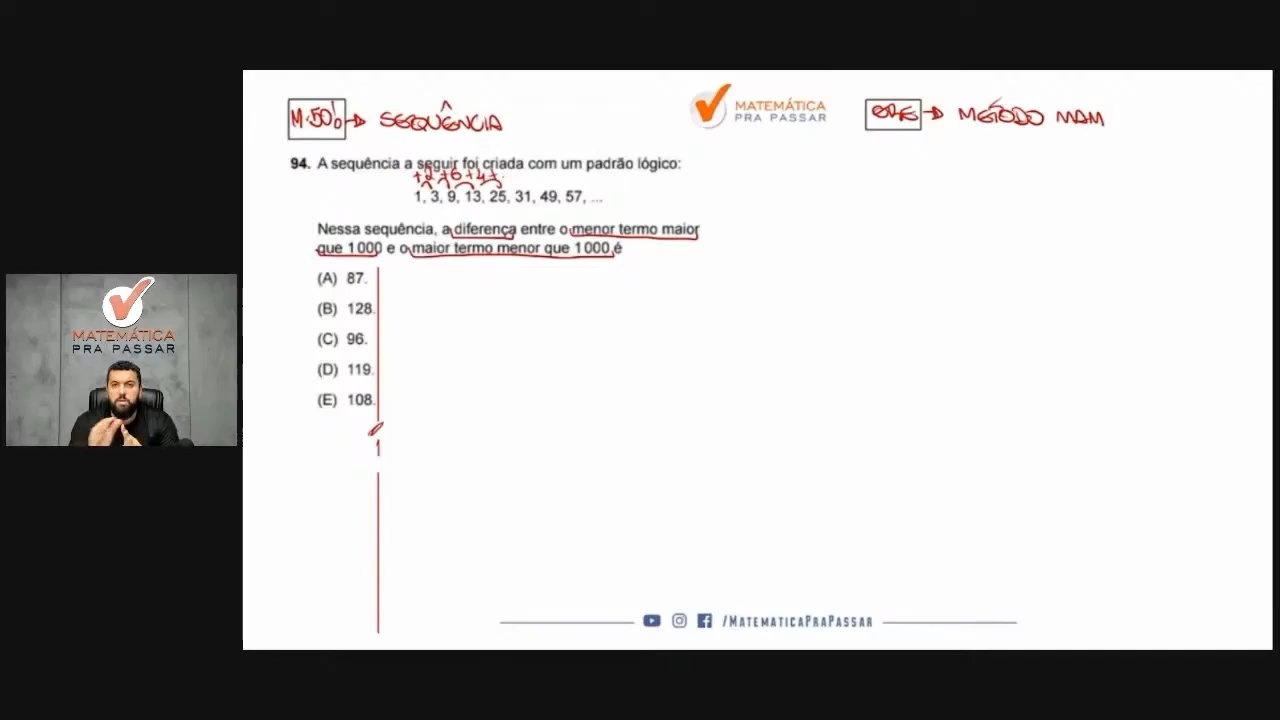 M.50% → SEQUÊNCIA
MATEMÁTICA
PRA PASSAR
→ MÉTODO MPM
94. A sequência a seguir foi criada com um padrão lógico:
+2 +6 +4 +
1, 3, 9, 13, 25, 31, 49, 57, ...
Nessa sequência, a diferença entre o menor termo maior
que 1000 e o maior termo menor que 1000 é
(A) 87.
(B) 128.
(C) 96.
(D) 119.
(E) 108.
MATEMÁTICA
PRA PASSAR
/MATEMATICAPRAPASSAR